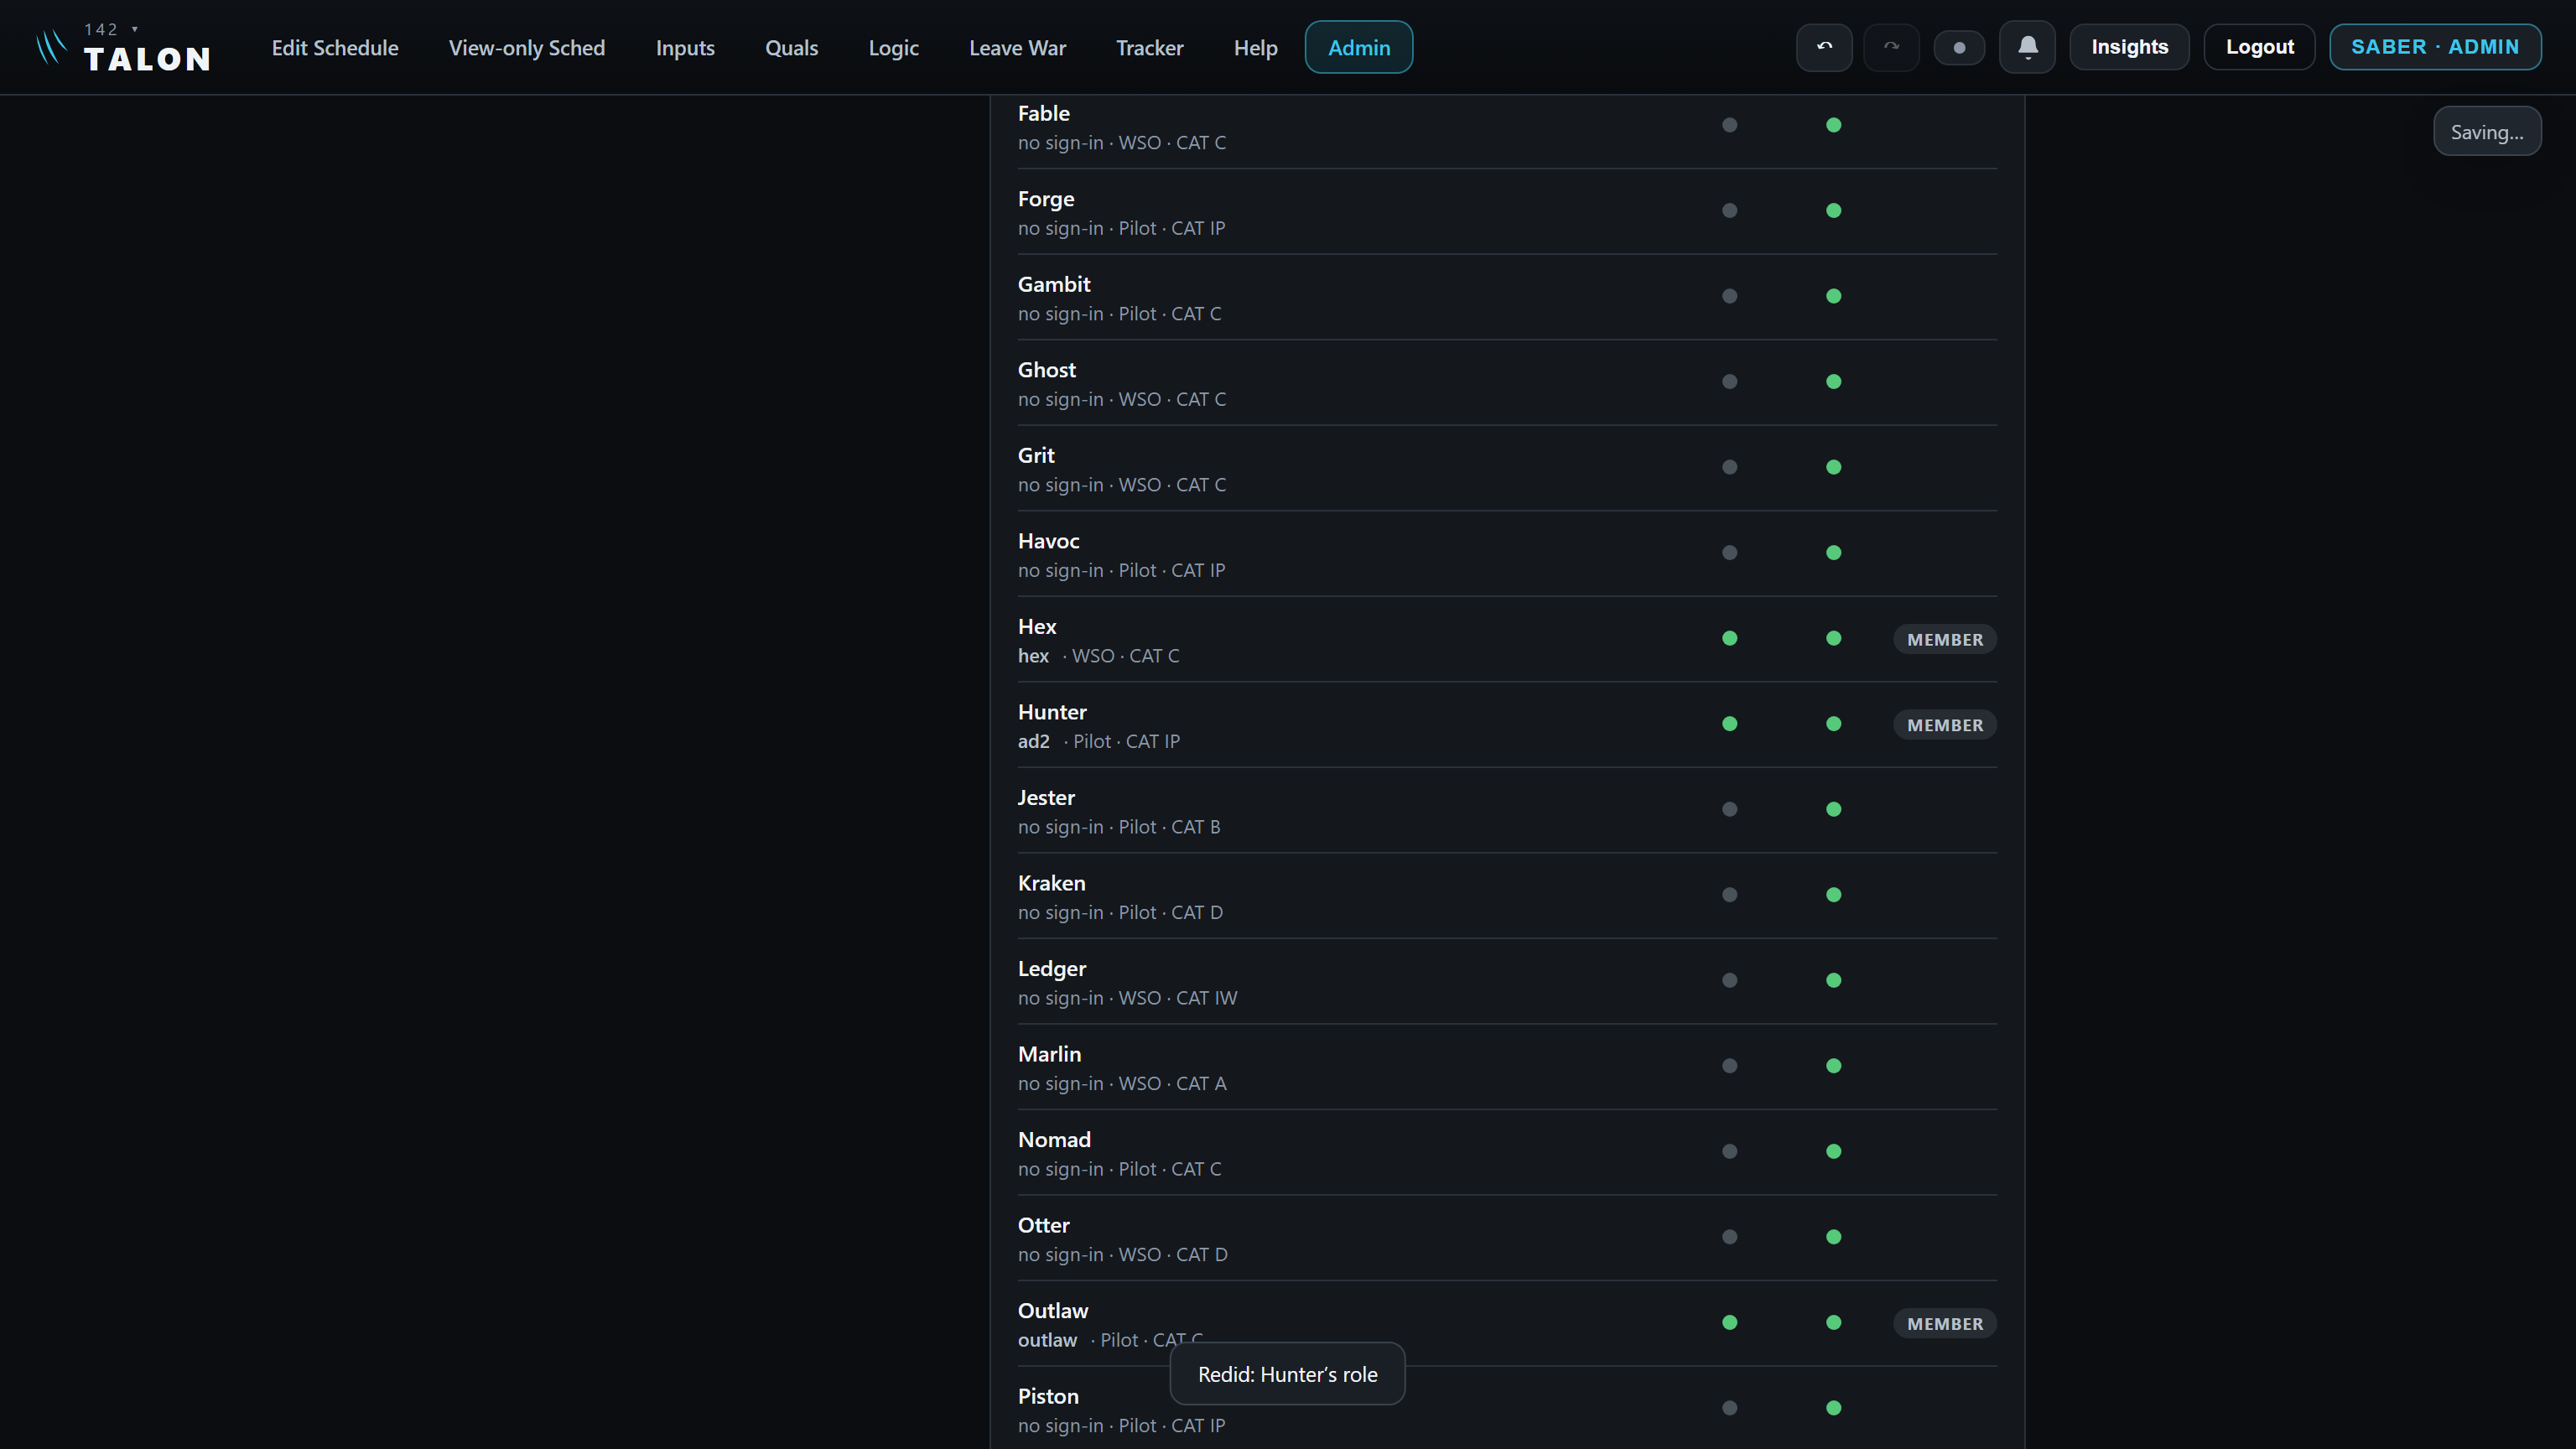 142 ▾
TALON
Edit Schedule
View-only Sched
Inputs
Quals
Logic
Leave War
Tracker
Help
Admin
Insights
Logout
SABER · ADMIN
Saving...
Fable
no sign-in · WSO · CAT C
Forge
no sign-in · Pilot · CAT IP
Gambit
no sign-in · Pilot · CAT C
Ghost
no sign-in · WSO · CAT C
Grit
no sign-in · WSO · CAT C
Havoc
no sign-in · Pilot · CAT IP
Hex
hex · WSO · CAT C
MEMBER
Hunter
ad2 · Pilot · CAT IP
MEMBER
Jester
no sign-in · Pilot · CAT B
Kraken
no sign-in · Pilot · CAT D
Ledger
no sign-in · WSO · CAT IW
Marlin
no sign-in · WSO · CAT A
Nomad
no sign-in · Pilot · CAT C
Otter
no sign-in · WSO · CAT D
Outlaw
outlaw · Pilot · CAT C
MEMBER
Redid: Hunter’s role
Piston
no sign-in · Pilot · CAT IP